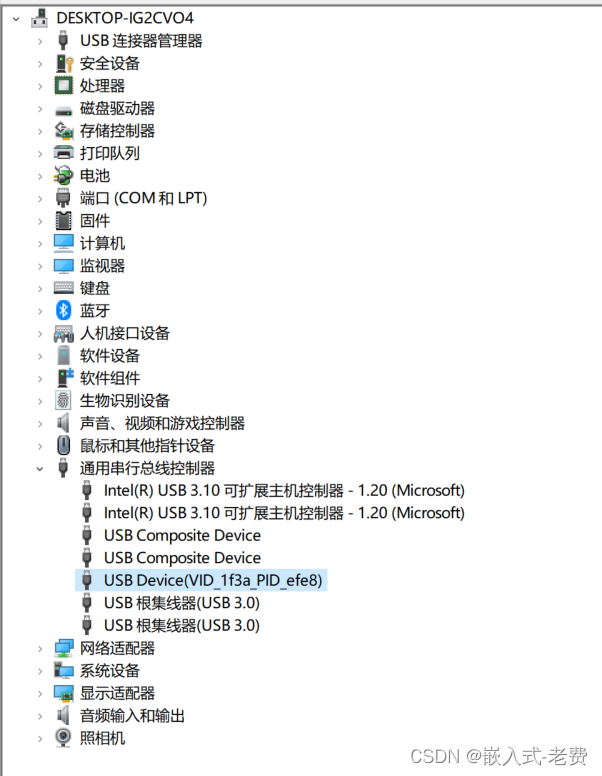 DESKTOP-IG2CVO4
USB 连接器管理器
安全设备
处理器
磁盘驱动器
存储控制器
打印队列
电池
端口 (COM 和 LPT)
固件
计算机
监视器
键盘
蓝牙
人机接口设备
软件设备
软件组件
生物识别设备
声音、视频和游戏控制器
鼠标和其他指针设备
通用串行总线控制器
Intel(R) USB 3.10 可扩展主机控制器 - 1.20 (Microsoft)
Intel(R) USB 3.10 可扩展主机控制器 - 1.20 (Microsoft)
USB Composite Device
USB Composite Device
USB Device(VID_1f3a_PID_efe8)
USB 根集线器(USB 3.0)
USB 根集线器(USB 3.0)
网络适配器
系统设备
显示适配器
音频输入和输出
照相机
CSDN @嵌入式-老费